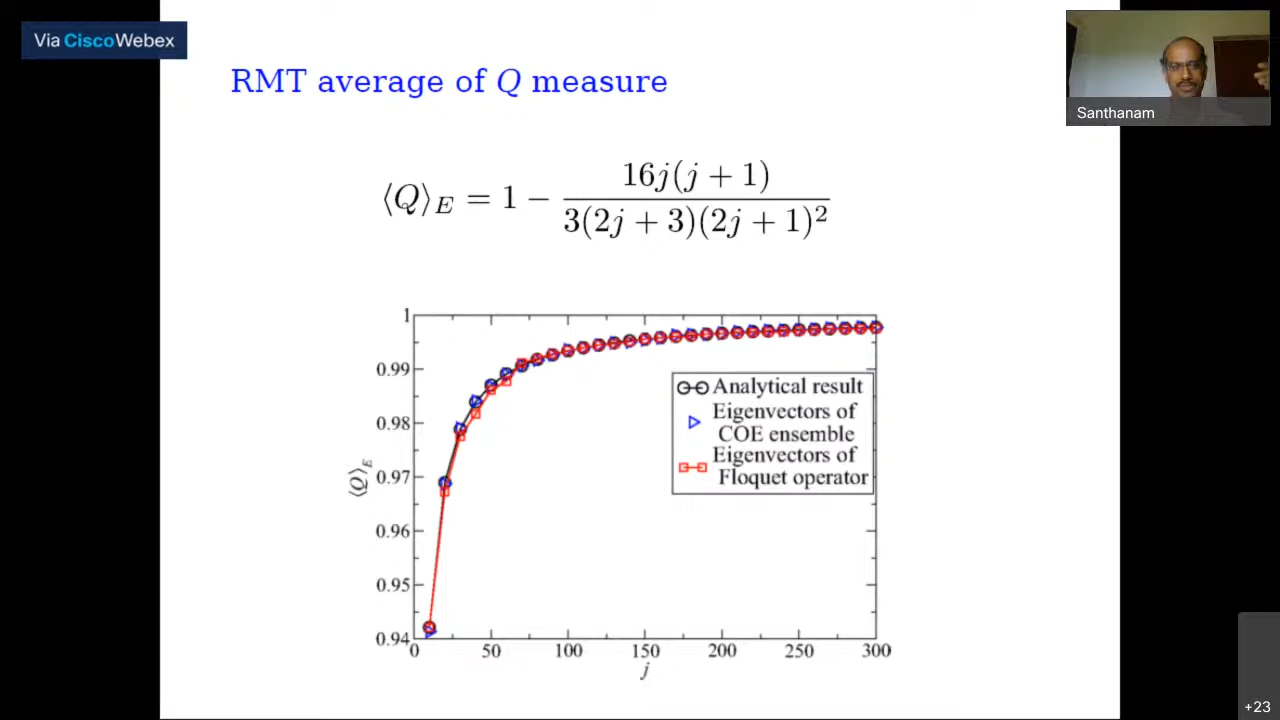 Via CiscoWebex
Santhanam
RMT average of Q measure
⟨Q⟩_E = 1 − 16j(j + 1) / 3(2j + 3)(2j + 1)²
1
0.99
0.98
0.97
0.96
0.95
0.94
⟨Q⟩_E
Analytical result
Eigenvectors of
COE ensemble
Eigenvectors of
Floquet operator
0 50 100 150 200 250 300
j
+23